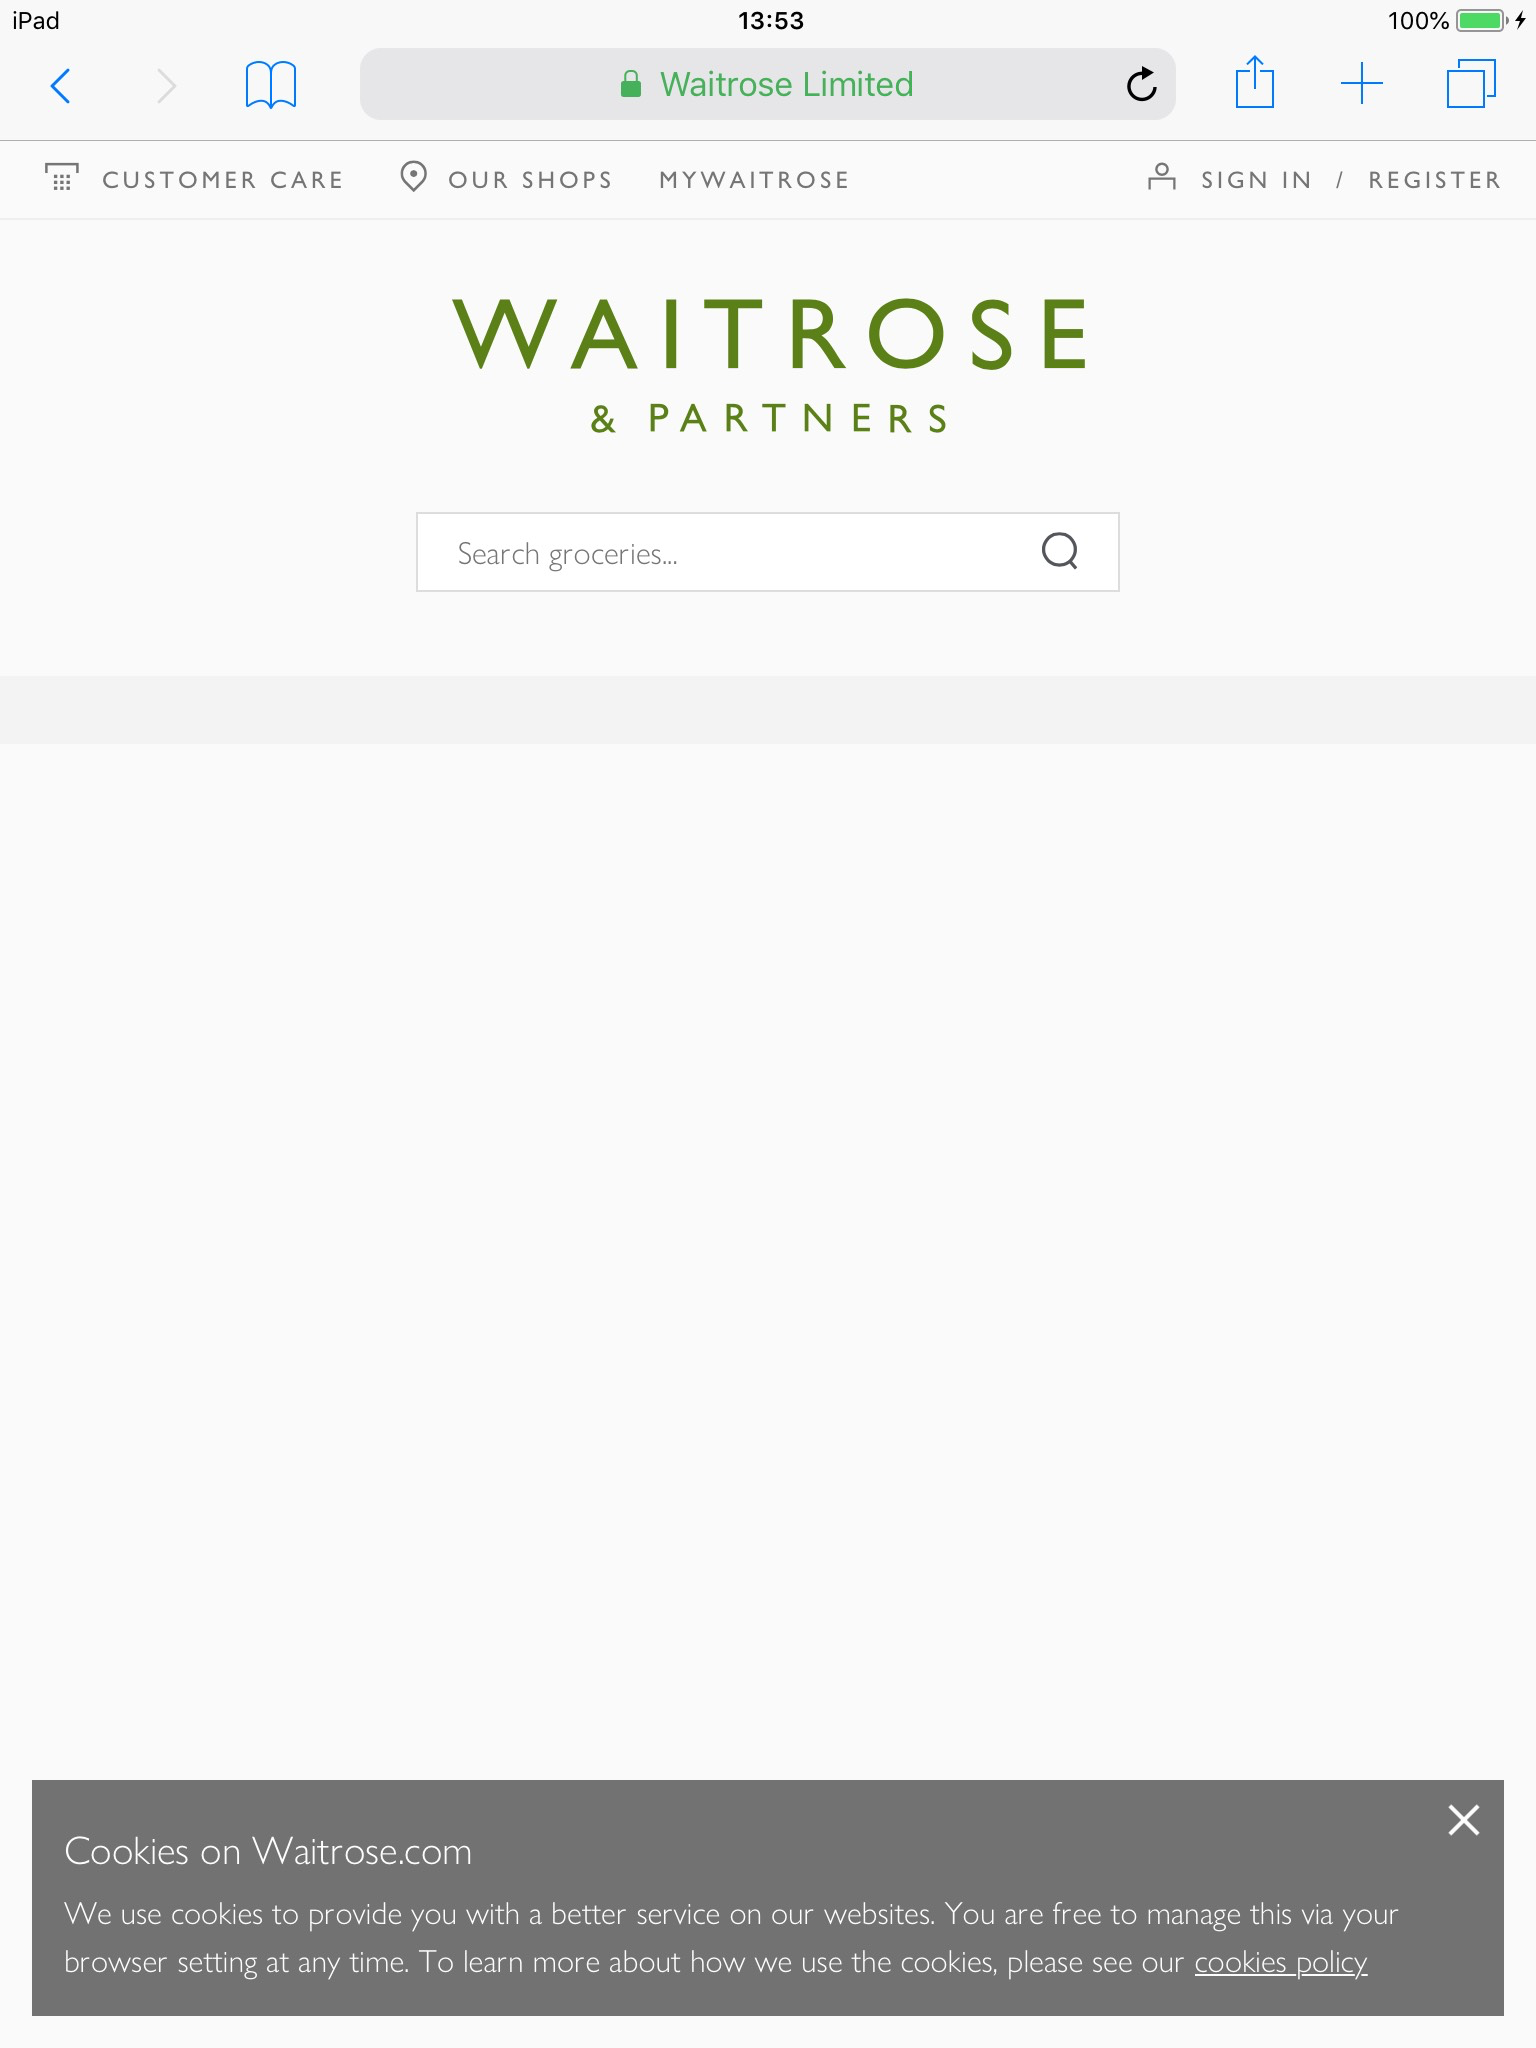 iPad 13:53 100%
Waitrose Limited
CUSTOMER CARE OUR SHOPS MYWAITROSE SIGN IN / REGISTER
WAITROSE
& PARTNERS
Search groceries...
Cookies on Waitrose.com
We use cookies to provide you with a better service on our websites. You are free to manage this via your
browser setting at any time. To learn more about how we use the cookies, please see our cookies policy